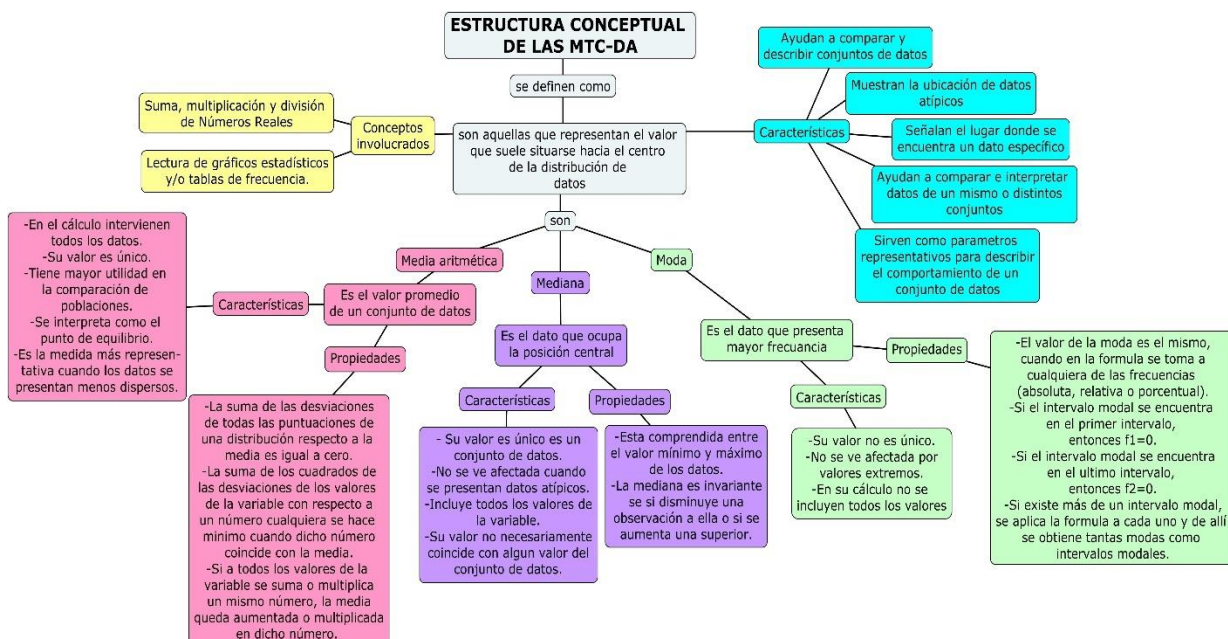 ESTRUCTURA CONCEPTUAL
DE LAS MTC-DA
se definen como
son aquellas que representan el valor
que suele situarse hacia el centro
de la distribución de
datos
Conceptos
involucrados
Suma, multiplicación y división
de Números Reales
Lectura de gráficos estadísticos
y/o tablas de frecuencia.
Características
Ayudan a comparar y
describir conjuntos de datos
Muestran la ubicación de datos
atípicos
Señalan el lugar donde se
encuentra un dato específico
Ayudan a comparar e interpretar
datos de un mismo o distintos
conjuntos
Sirven como parametros
representativos para describir
el comportamiento de un
conjunto de datos
son
Media aritmética
Es el valor promedio
de un conjunto de datos
Características
-En el cálculo intervienen
todos los datos.
-Su valor es único.
-Tiene mayor utilidad en
la comparación de
poblaciones.
-Se interpreta como el
punto de equilibrio.
-Es la medida más represen-
tativa cuando los datos se
presentan menos dispersos.
Propiedades
-La suma de las desviaciones
de todas las puntuaciones de
una distribución respecto a la
media es igual a cero.
-La suma de los cuadrados de
las desviaciones de los valores
de la variable con respecto a
un número cualquiera se hace
mínimo cuando dicho número
coincide con la media.
-Si a todos los valores de la
variable se suma o multiplica
un mismo número, la media
queda aumentada o multiplicada
en dicho número.
Mediana
Es el dato que ocupa
la posición central
Características
- Su valor es único es un
conjunto de datos.
-No se ve afectada cuando
se presentan datos atípicos.
-Incluye todos los valores de
la variable.
-Su valor no necesariamente
coincide con algun valor del
conjunto de datos.
Propiedades
-Esta comprendida entre
el valor mínimo y máximo
de los datos.
-La mediana es invariante
se si disminuye una
observación a ella o si se
aumenta una superior.
Moda
Es el dato que presenta
mayor frecuancia
Características
-Su valor no es único.
-No se ve afectada por
valores extremos.
-En su cálculo no se
incluyen todos los valores
Propiedades
-El valor de la moda es el mismo,
cuando en la formula se toma a
cualquiera de las frecuencias
(absoluta, relativa o porcentual).
-Si el intervalo modal se encuentra
en el primer intervalo,
entonces f1=0.
-Si el intervalo modal se encuentra
en el ultimo intervalo,
entonces f2=0.
-Si existe más de un intervalo modal,
se aplica la formula a cada uno y de allí
se obtiene tantas modas como
intervalos modales.